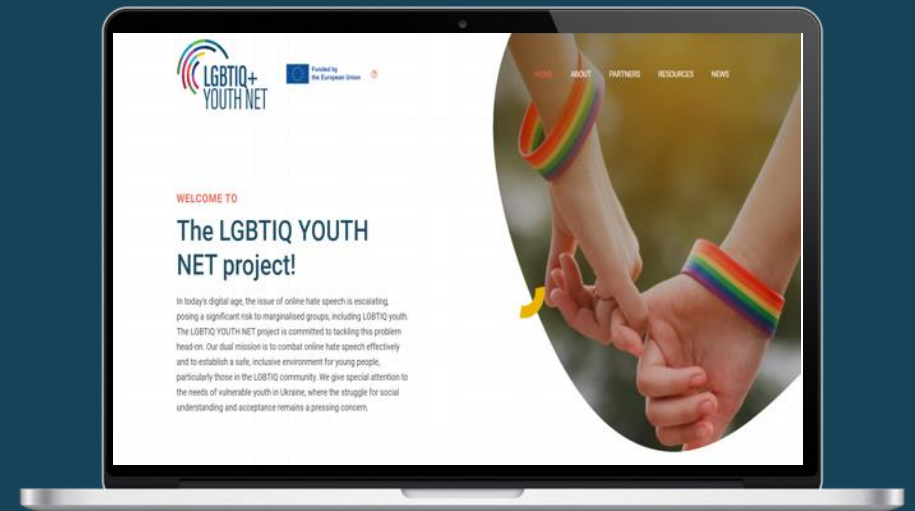 LGBTIQ+
YOUTH NET
Funded by
the European Union
HOME ABOUT PARTNERS RESOURCES NEWS
WELCOME TO
The LGBTIQ YOUTH
NET project!
In today's digital age, the issue of online hate speech is escalating,
posing a significant risk to marginalised groups, including LGBTIQ youth.
The LGBTIQ YOUTH NET project is committed to tackling this problem
head-on. Our dual mission is to combat online hate speech effectively
and to establish a safe, inclusive environment for young people,
particularly those in the LGBTIQ community. We give special attention to
the needs of vulnerable youth in Ukraine, where the struggle for social
understanding and acceptance remains a pressing concern.